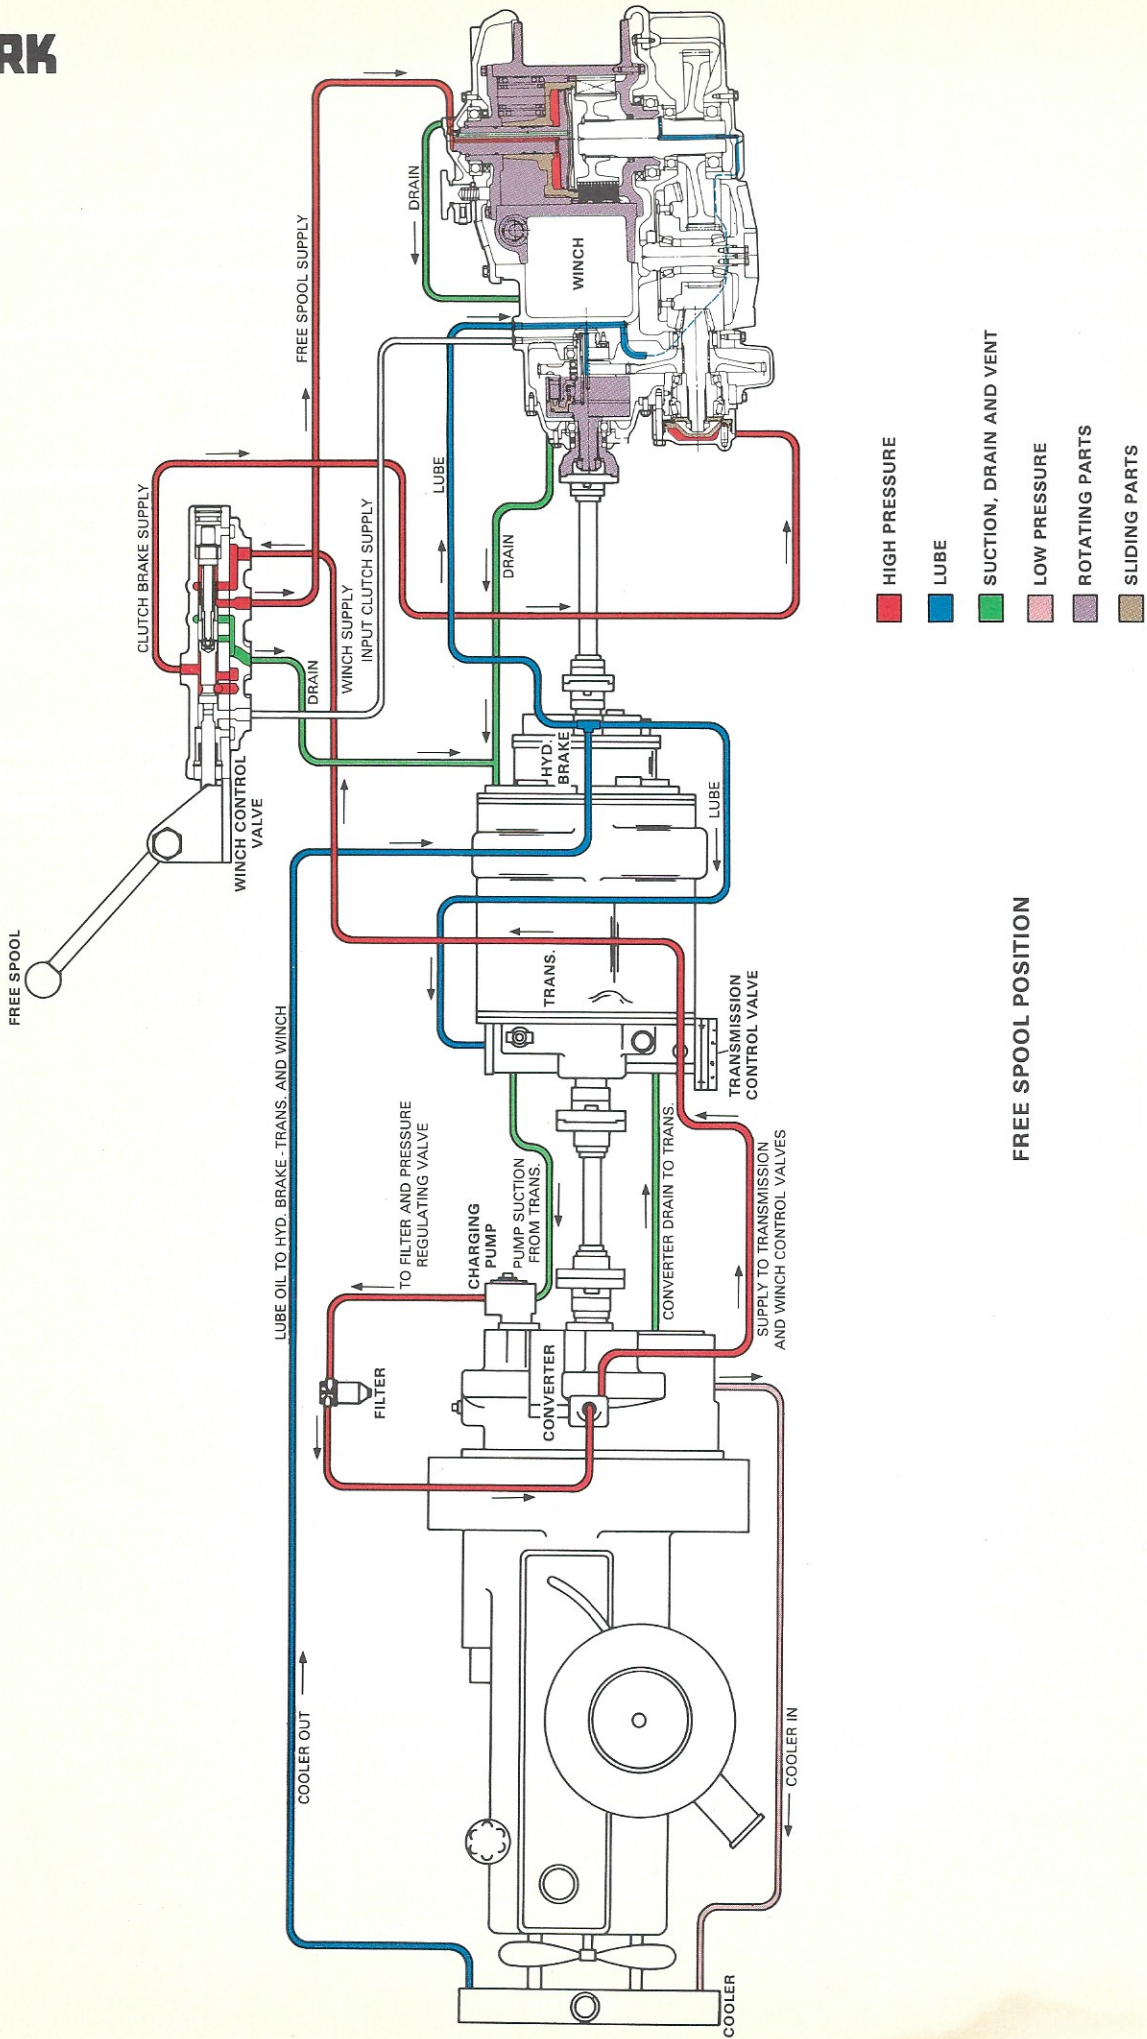 RK
FREE SPOOL
WINCH CONTROL
VALVE
CLUTCH BRAKE SUPPLY
DRAIN
WINCH SUPPLY
INPUT CLUTCH SUPPLY
FREE SPOOL SUPPLY
DRAIN
WINCH
LUBE
DRAIN
HYD.
BRAKE
LUBE
TRANS.
TRANSMISSION
CONTROL VALVE
LUBE OIL TO HYD. BRAKE - TRANS. AND WINCH
TO FILTER AND PRESSURE
REGULATING VALVE
CHARGING
PUMP
PUMP SUCTION
FROM TRANS.
CONVERTER DRAIN TO TRANS.
SUPPLY TO TRANSMISSION
AND WINCH CONTROL VALVES
FILTER
CONVERTER
COOLER OUT
COOLER IN
COOLER
HIGH PRESSURE
LUBE
SUCTION, DRAIN AND VENT
LOW PRESSURE
ROTATING PARTS
SLIDING PARTS
FREE SPOOL POSITION